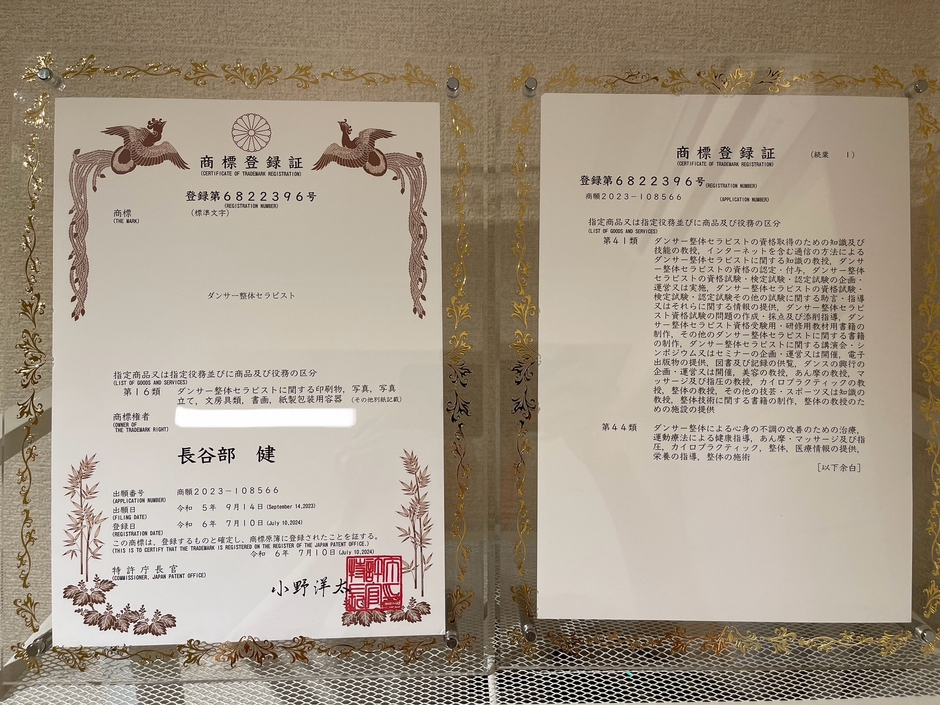 商標登録証
(CERTIFICATE OF TRADEMARK REGISTRATION)
登録第6822396号
(REGISTRATION NUMBER)
商標
(THE MARK)
(標準文字)
ダンサー整体セラピスト
指定商品又は指定役務並びに商品及び役務の区分
(LIST OF GOODS AND SERVICES)
第16類 ダンサー整体セラピストに関する印刷物,写真,写真
立て,文房具類,書画,紙製包装用容器 (その他別紙記載)
商標権者
(OWNER OF
THE TRADEMARK RIGHT)
長谷部 健
出願番号 商願2023-108566
(APPLICATION NUMBER)
出願日 令和 5年 9月14日(September 14,2023)
(FILING DATE)
登録日 令和 6年 7月10日(July 10,2024)
(REGISTRATION DATE)
この商標は,登録するものと確定し,商標原簿に登録されたことを証する。
(THIS IS TO CERTIFY THAT THE TRADEMARK IS REGISTERED ON THE REGISTER OF THE JAPAN PATENT OFFICE.)
令和 6年 7月10日(July 10,2024)
特許庁長官
(COMMISSIONER, JAPAN PATENT OFFICE)
小野洋太
商標登録証 (続葉 1)
(CERTIFICATE OF TRADEMARK REGISTRATION)
登録第6822396号(REGISTRATION NUMBER)
商願2023-108566 (APPLICATION NUMBER)
指定商品又は指定役務並びに商品及び役務の区分
(LIST OF GOODS AND SERVICES)
第41類 ダンサー整体セラピストの資格取得のための知識及び
技能の教授,インターネットを含む通信の方法による
ダンサー整体セラピストに関する知識の教授,ダンサ
ー整体セラピストの資格の認定・付与,ダンサー整体
セラピストの資格試験・検定試験・認定試験の企画・
運営又は実施,ダンサー整体セラピストの資格試験・
検定試験・認定試験その他の試験に関する助言・指導
又はそれらに関する情報の提供,ダンサー整体セラピ
スト資格試験の問題の作成・採点及び添削指導,ダン
サー整体セラピスト資格受験用・研修用教材用書籍の
制作,その他のダンサー整体セラピストに関する書籍
の制作,ダンサー整体セラピストに関する講演会・シ
ンポジウム又はセミナーの企画・運営又は開催,電子
出版物の提供,図書及び記録の供覧,ダンスの興行の
企画・運営又は開催,美容の教授,あん摩の教授,マ
ッサージ及び指圧の教授,カイロプラクティックの教
授,整体の教授,その他の技芸・スポーツ又は知識の
教授,整体技術に関する書籍の制作,整体の教授のた
めの施設の提供
第44類 ダンサー整体による心身の不調の改善のための治療,
運動療法による健康指導,あん摩・マッサージ及び指
圧,カイロプラクティック,整体,医療情報の提供,
栄養の指導,整体の施術
[以下余白]